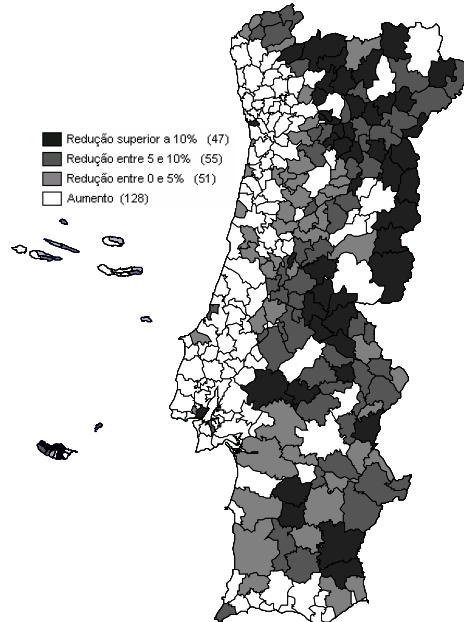 Redução superior a 10% (47)
Redução entre 5 e 10% (55)
Redução entre 0 e 5% (51)
Aumento (128)